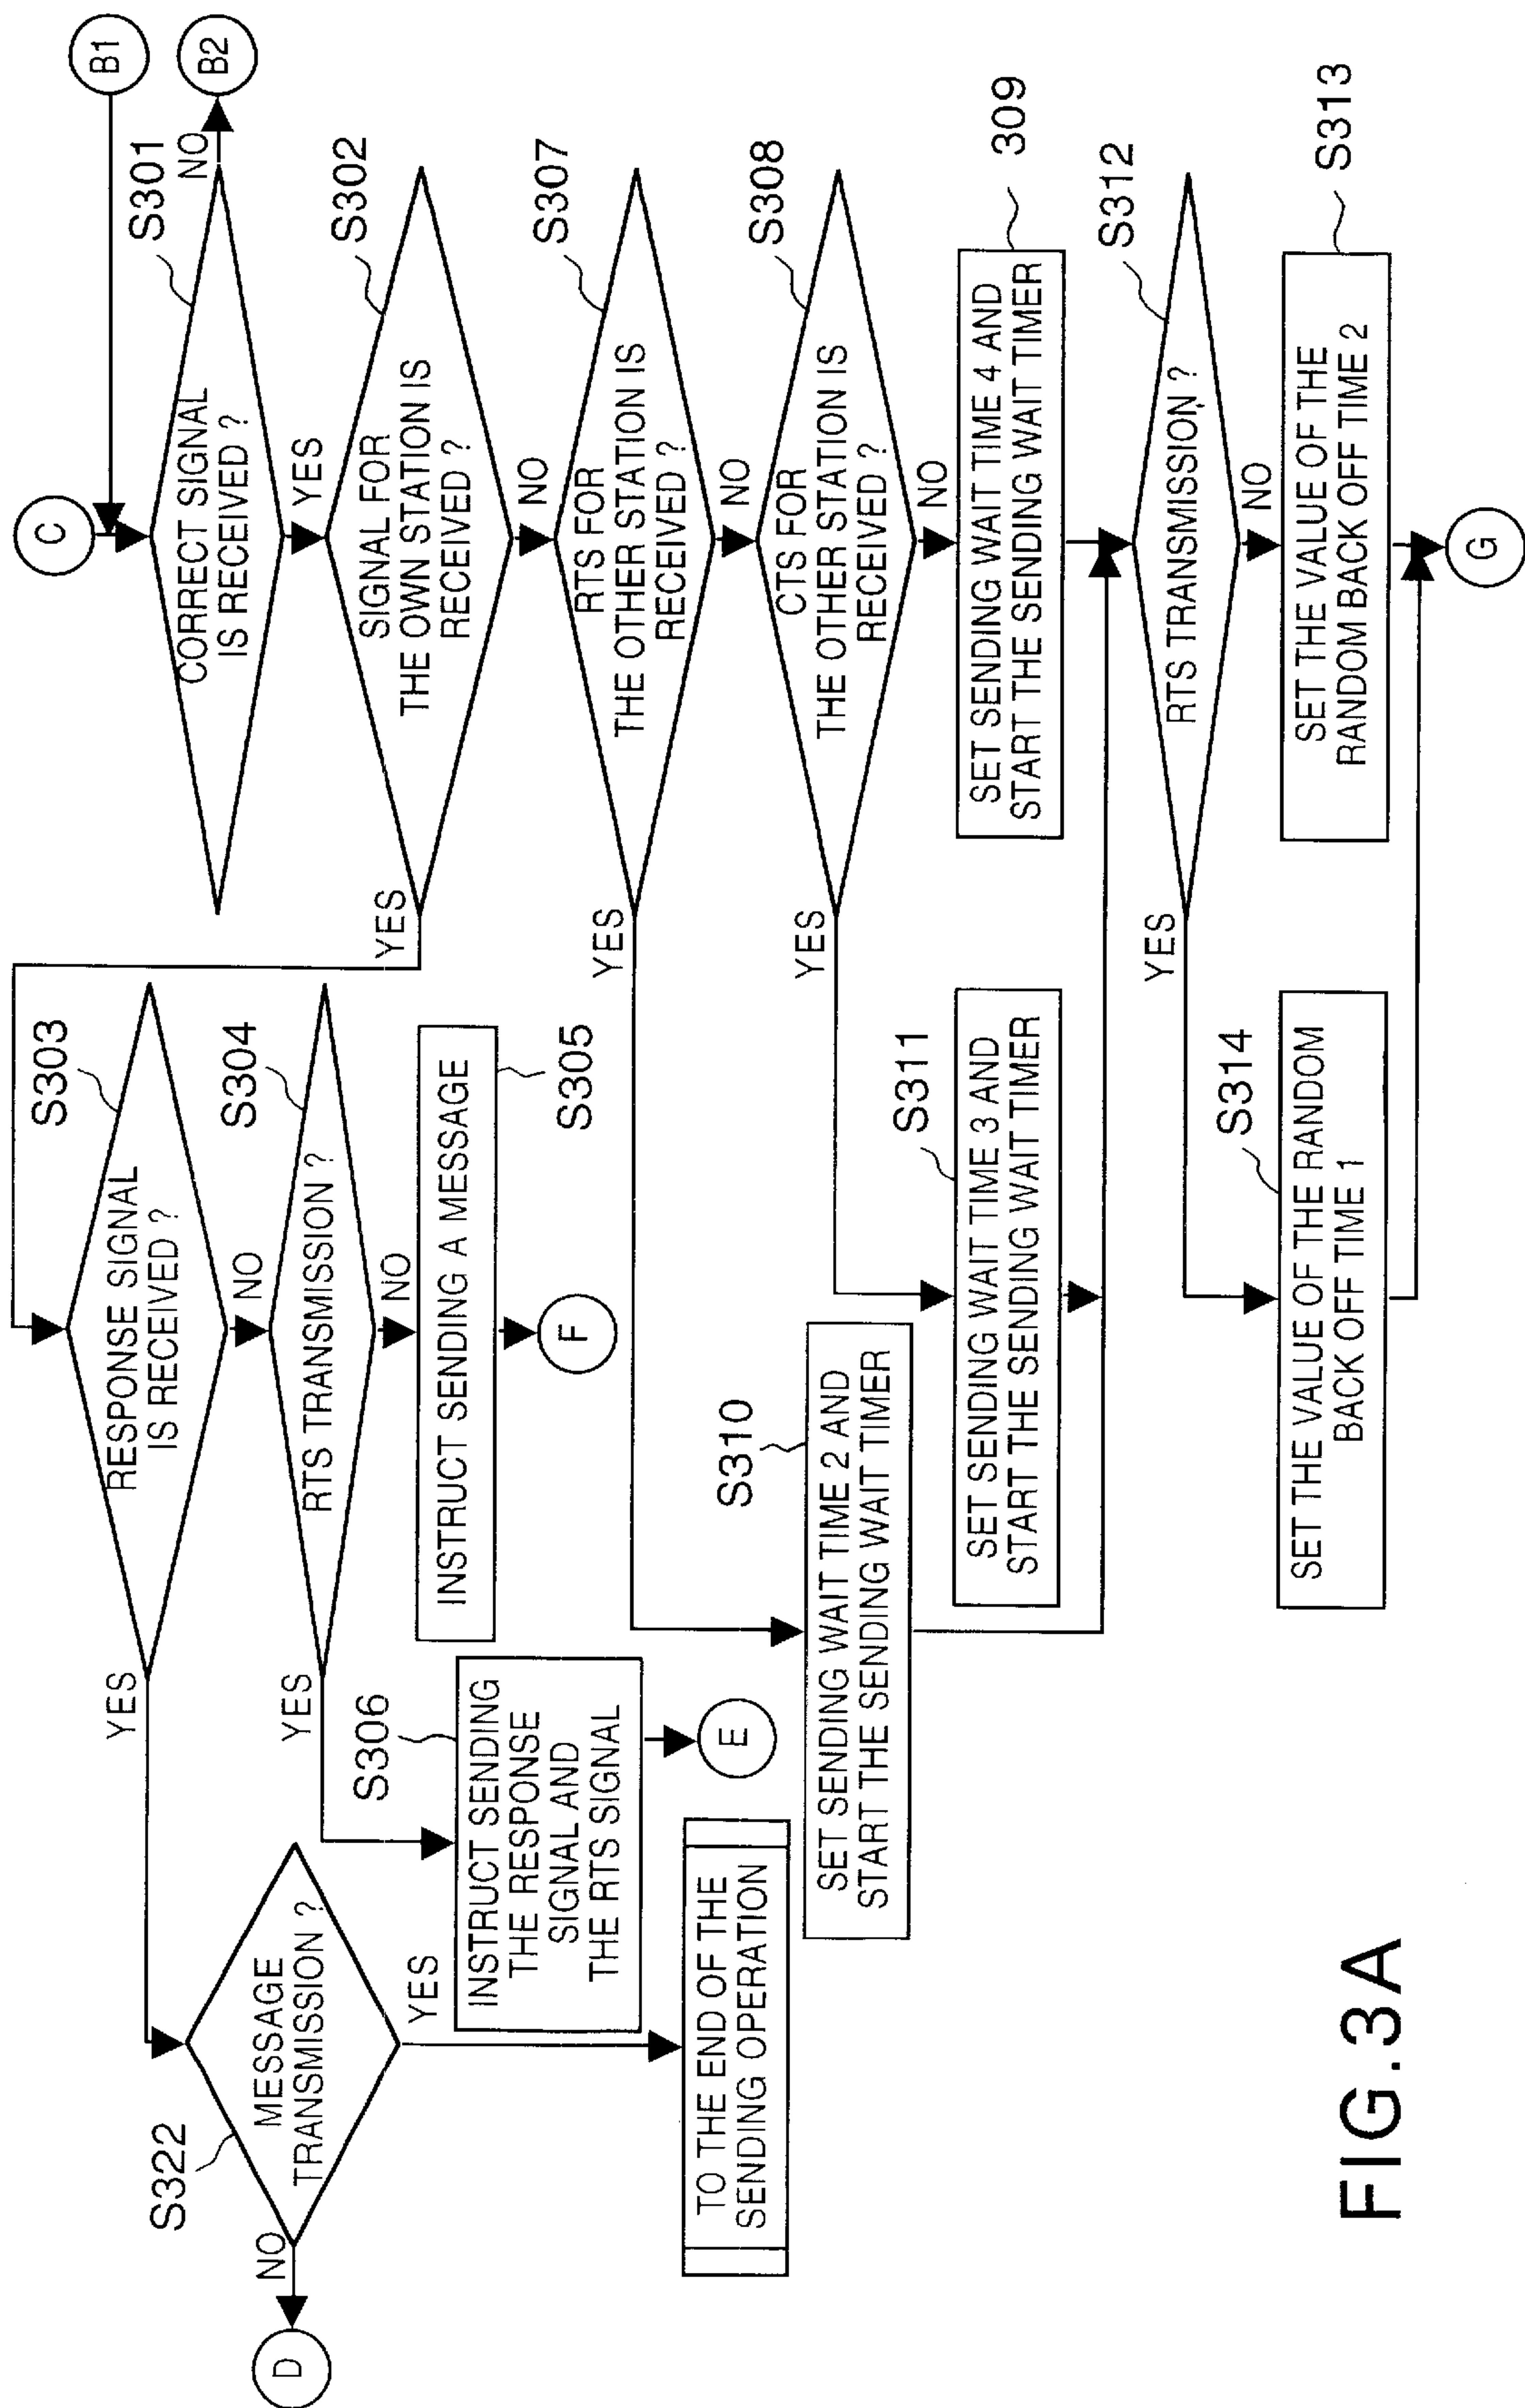 C
B1
S301
CORRECT SIGNAL
IS RECEIVED ?
NO
B2
YES
S302
SIGNAL FOR
THE OWN STATION IS
RECEIVED ?
YES
NO
S303
RESPONSE SIGNAL
IS RECEIVED ?
YES
NO
S304
RTS TRANSMISSION ?
YES
NO
INSTRUCT SENDING A MESSAGE
S305
F
S322
MESSAGE
TRANSMISSION ?
NO
D
YES
S306
INSTRUCT SENDING
THE RESPONSE
SIGNAL AND
THE RTS SIGNAL
E
TO THE END OF THE
SENDING OPERATION
S307
RTS FOR
THE OTHER STATION IS
RECEIVED ?
YES
NO
S308
CTS FOR
THE OTHER STATION IS
RECEIVED ?
YES
NO
S310
SET SENDING WAIT TIME 2 AND
START THE SENDING WAIT TIMER
S311
SET SENDING WAIT TIME 3 AND
START THE SENDING WAIT TIMER
309
SET SENDING WAIT TIME 4 AND
START THE SENDING WAIT TIMER
S312
RTS TRANSMISSION ?
YES
NO
S314
SET THE VALUE OF THE RANDOM
BACK OFF TIME 1
S313
SET THE VALUE OF THE
RANDOM BACK OFF TIME 2
G
FIG.3A